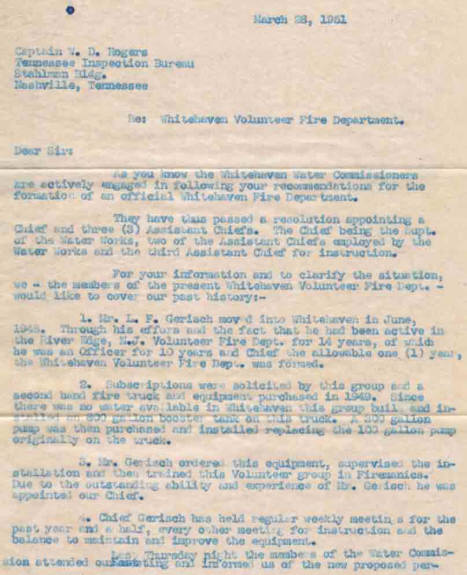 March 28, 1951
Captain W. D. Rogers
Tennessee Inspection Bureau
Stahlman Bldg.
Nashville, Tennessee
Re: Whitehaven Volunteer Fire Department.
Dear Sir:
As you know the Whitehaven Water Commissioners
are actively engaged in following your recommendations for the
formation of an official Whitehaven Fire Department.
They have thus passed a resolution appointing a
Chief and three (3) Assistant Chiefs. The Chief being the Supt.
of the Water Works, two of the Assistant Chiefs employed by the
Water Works and the third Assistant Chief for instruction.
For your information and to clarify the situation,
we - the members of the present Whitehaven Volunteer Fire Dept. -
would like to cover our past history:-
1. Mr. L. F. Gerisch moved into Whitehaven in June,
1948. Through his efforts and the fact that he had been active in
the River Edge, N.J. Volunteer Fire Dept. for 14 years, of which
he was an Officer for 10 years and Chief the allowable one (1) year,
the Whitehaven Volunteer Fire Dept. was formed.
2. Subscriptions were solicited by this group and a
second hand fire truck and equipment purchased in 1949. Since
there was no water available in Whitehaven this group built and in-
stalled an 800 gallon booster tank on this truck. A 300 gallon
pump was then purchased and installed replacing the 100 gallon pump
originally on the truck.
3. Mr. Gerisch ordered this equipment, supervised the in-
stallation and then trained this Volunteer group in Firemanics.
Due to the outstanding ability and experience of Mr. Gerisch he was
appointed our Chief.
4. Chief Gerisch has held regular weekly meetings for the
past year and a half, every other meeting for instruction and the
balance to maintain and improve the equipment.
Last Thursday night the members of the Water Commis-
sion attended our meeting and informed us of the new proposed per-